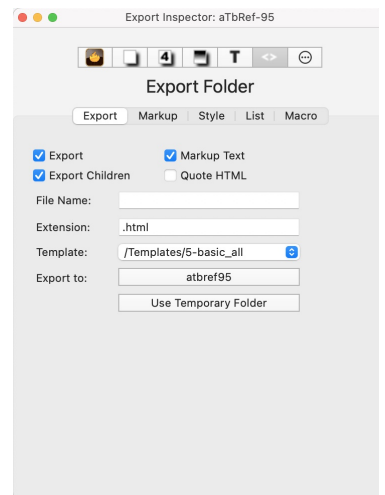 Export Inspector: aTbRef-95
4 T <>
Export Folder
Export Markup Style List Macro
Export Markup Text
Export Children Quote HTML
File Name:
Extension: .html
Template: /Templates/5-basic_all
Export to: atbref95
Use Temporary Folder